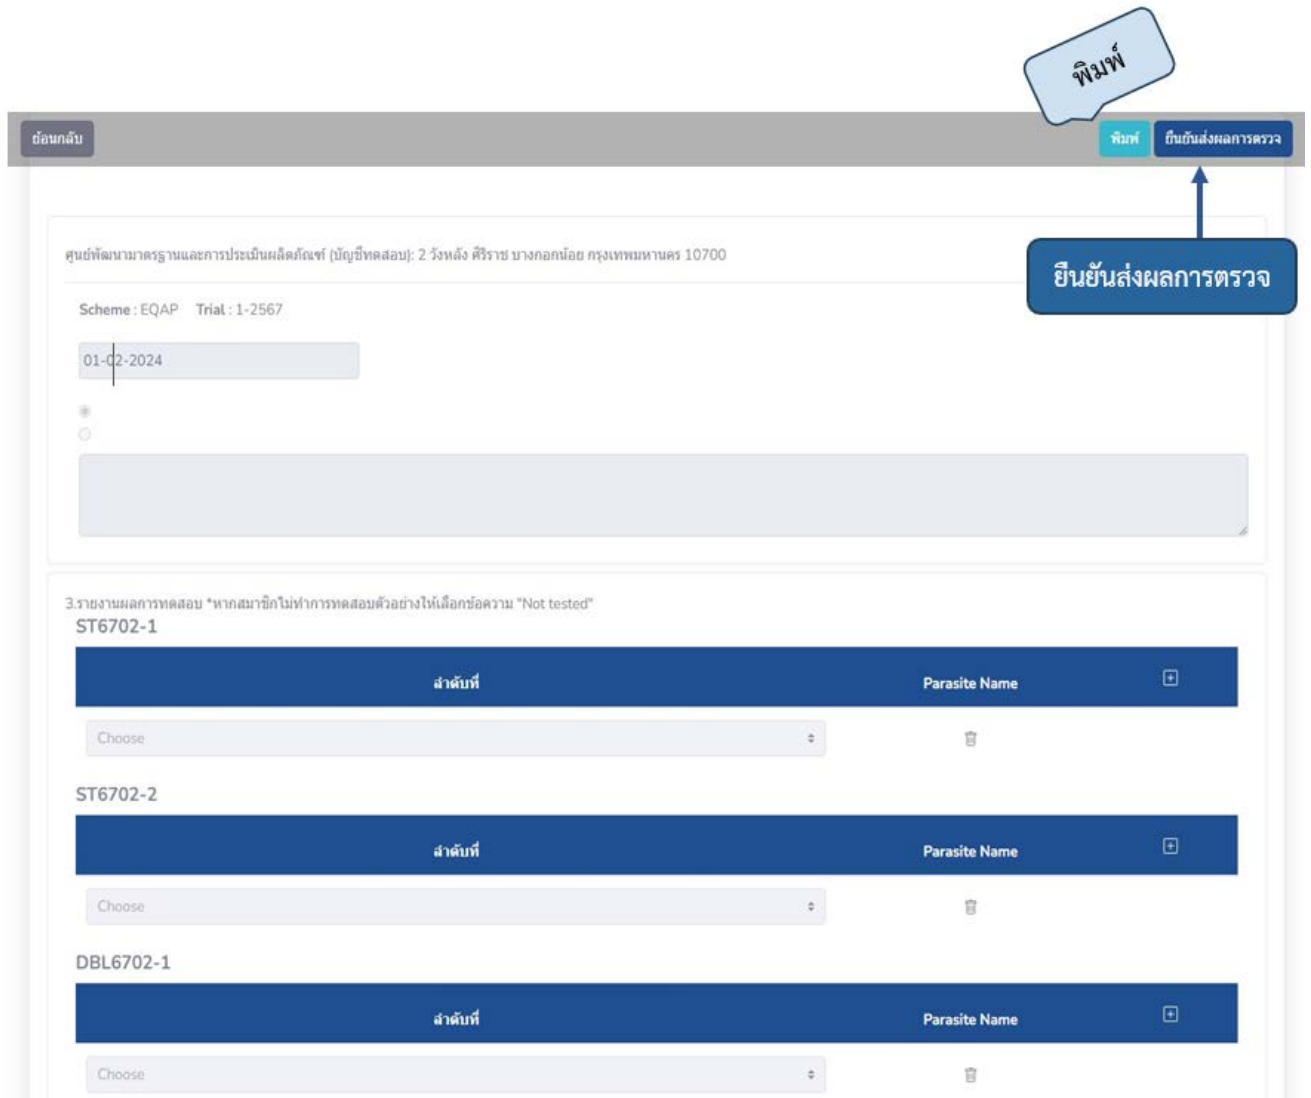 พิมพ์
ย้อนกลับ
พิมพ์
ยืนยันส่งผลการตรวจ
ยืนยันส่งผลการตรวจ
ศูนย์พัฒนามาตรฐานและการประเมินผลิตภัณฑ์ (บัญชีทดสอบ): 2 วังหลัง ศิริราช บางกอกน้อย กรุงเทพมหานคร 10700
Scheme : EQAP Trial : 1-2567
01-02-2024
3.รายงานผลการทดสอบ *หากสมาชิกไม่ทำการทดสอบตัวอย่างให้เลือกข้อความ "Not tested"
ST6702-1
ลำดับที่ Parasite Name
Choose
ST6702-2
ลำดับที่ Parasite Name
Choose
DBL6702-1
ลำดับที่ Parasite Name
Choose